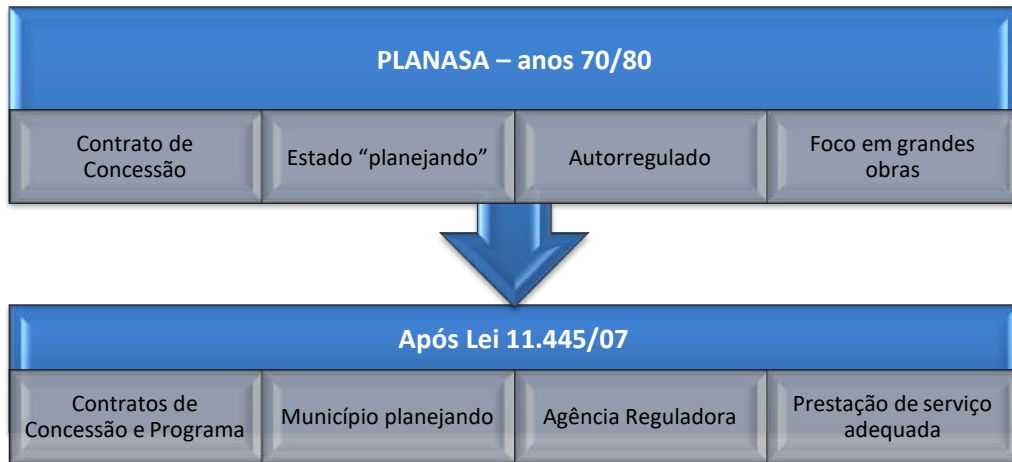 PLANASA – anos 70/80
Contrato de
Concessão
Estado “planejando”
Autorregulado
Foco em grandes
obras
Após Lei 11.445/07
Contratos de
Concessão e Programa
Município planejando
Agência Reguladora
Prestação de serviço
adequada